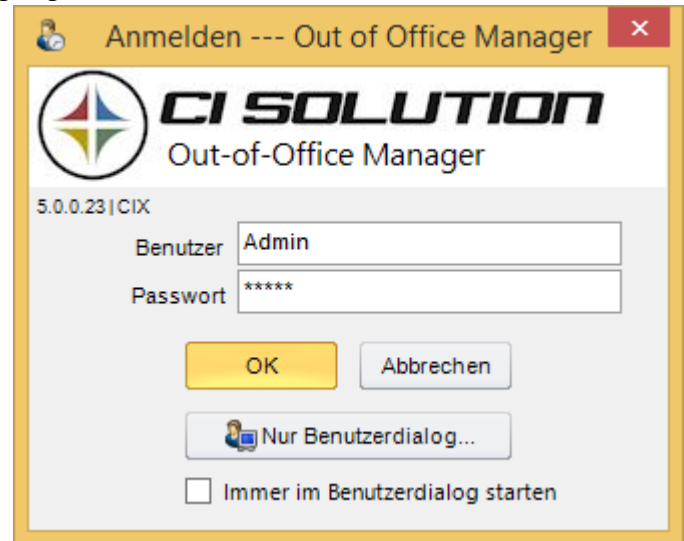 Anmelden --- Out of Office Manager
CI SOLUTION
Out-of-Office Manager
5.0.0.23 | CIX
Benutzer Admin
Passwort *****
OK Abbrechen
Nur Benutzerdialog...
Immer im Benutzerdialog starten